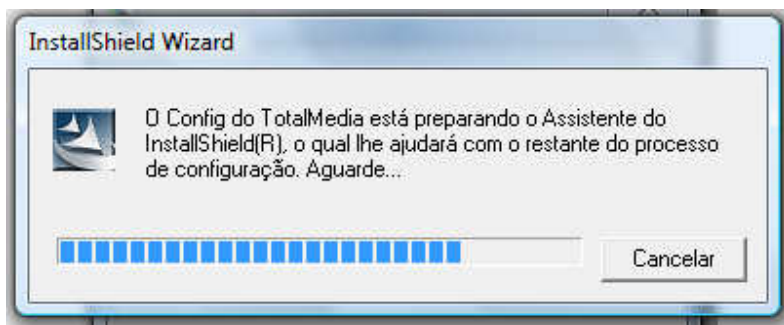 InstallShield Wizard
O Config do TotalMedia está preparando o Assistente do
InstallShield(R), o qual lhe ajudará com o restante do processo
de configuração. Aguarde...
Cancelar